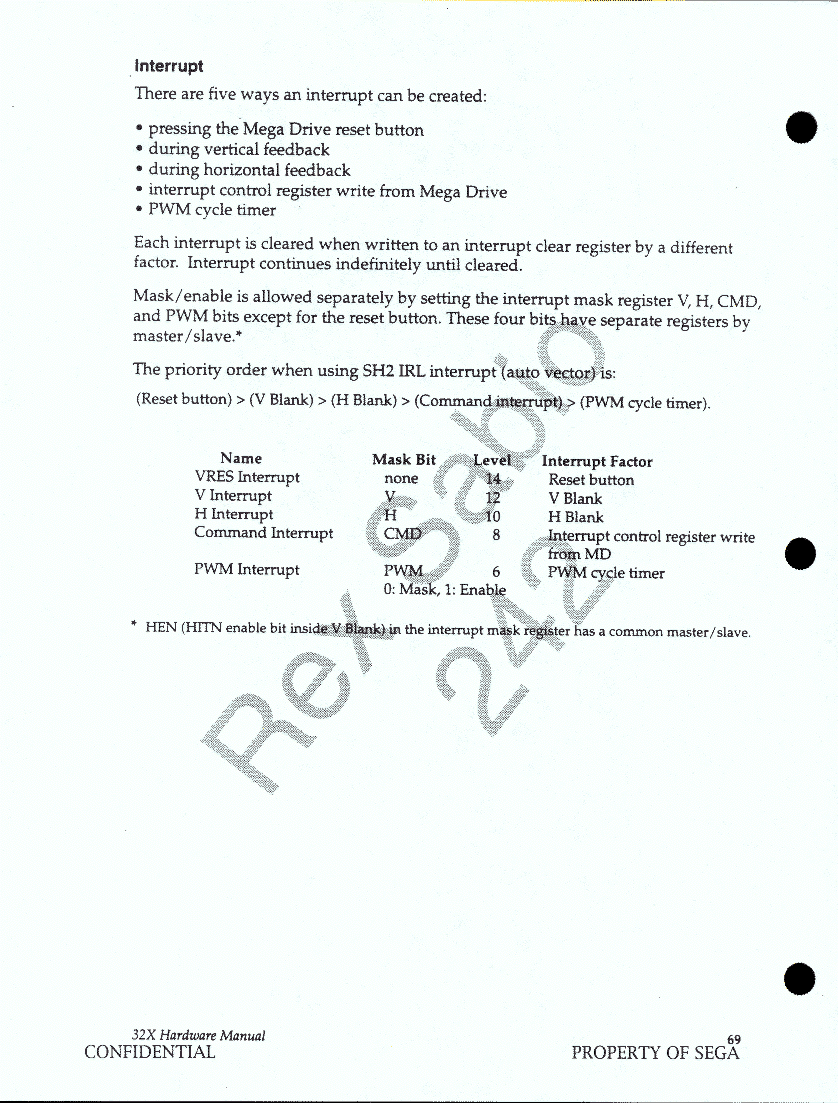 Interrupt
There are five ways an interrupt can be created:
• pressing the Mega Drive reset button
• during vertical feedback
• during horizontal feedback
• interrupt control register write from Mega Drive
• PWM cycle timer
Each interrupt is cleared when written to an interrupt clear register by a different
factor. Interrupt continues indefinitely until cleared.
Mask/enable is allowed separately by setting the interrupt mask register V, H, CMD,
and PWM bits except for the reset button. These four bits have separate registers by
master/slave.*
The priority order when using SH2 IRL interrupt (auto vector) is:
(Reset button) > (V Blank) > (H Blank) > (Command interrupt) > (PWM cycle timer).
Name Mask Bit Level Interrupt Factor
VRES Interrupt none 14 Reset button
V Interrupt V 12 V Blank
H Interrupt H 10 H Blank
Command Interrupt CMD 8 Interrupt control register write
from MD
PWM Interrupt PWM 6 PWM cycle timer
0: Mask, 1: Enable
* HEN (HITN enable bit inside V Blank) in the interrupt mask register has a common master/slave.
Rex Sabio
242
32X Hardware Manual
69
CONFIDENTIAL PROPERTY OF SEGA